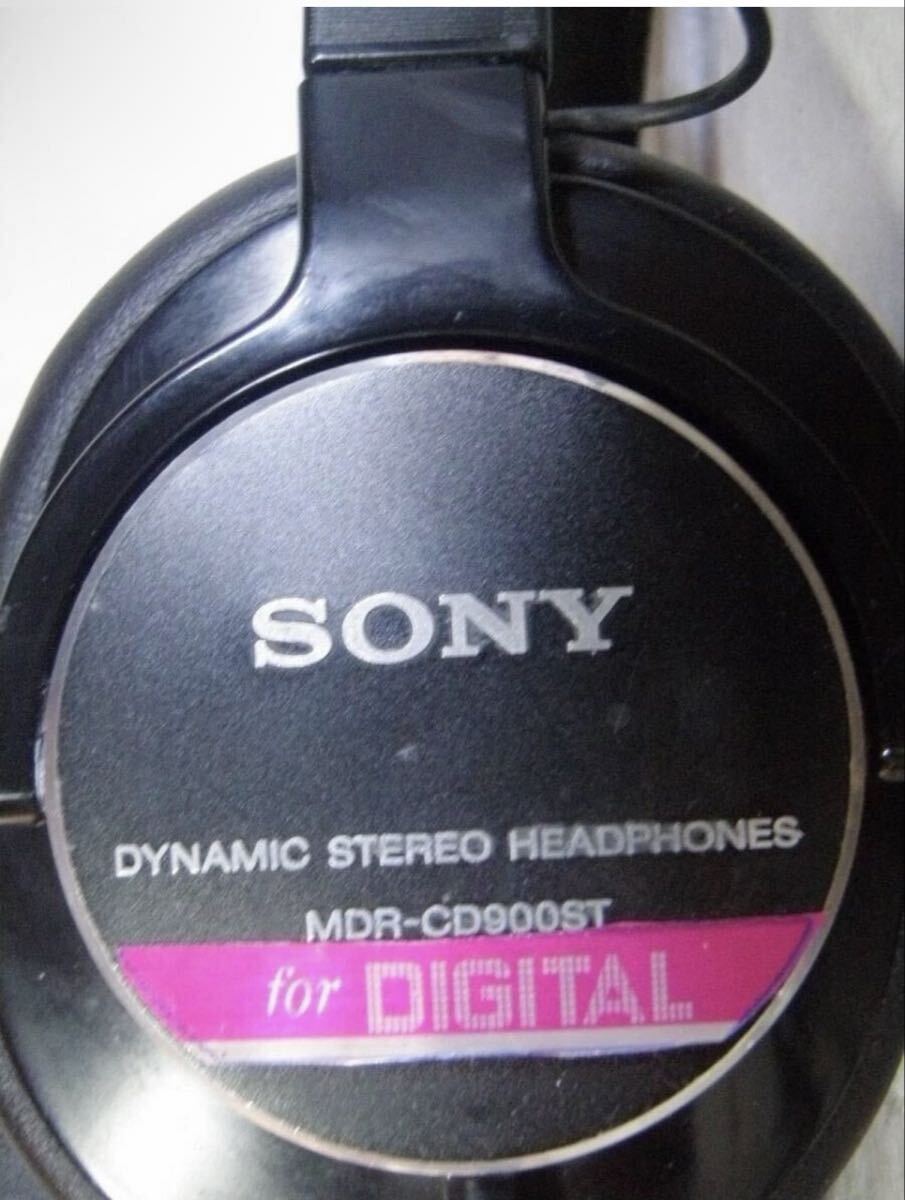 SONY
DYNAMIC STEREO HEADPHONES
MDR-CD900ST
for DIGITAL